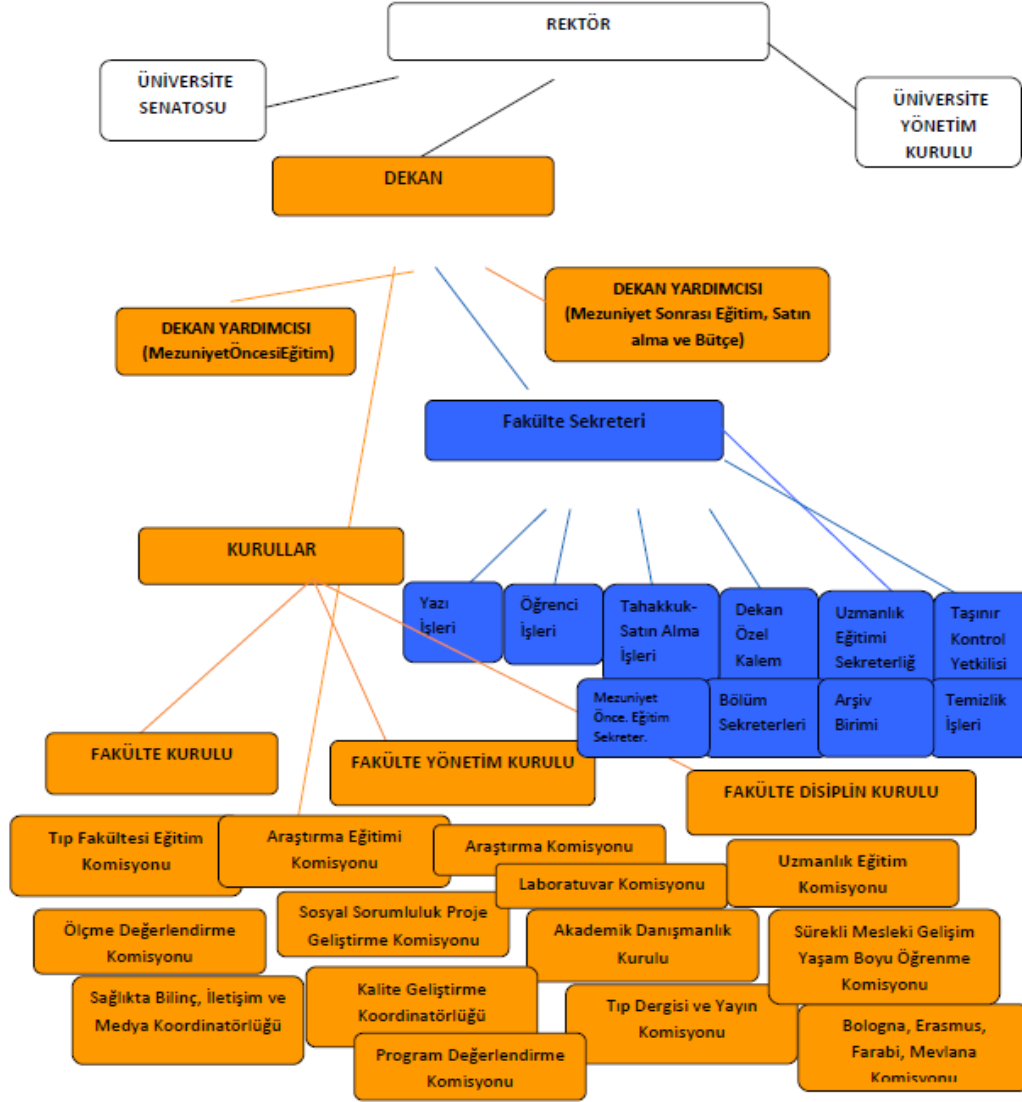 REKTÖR
ÜNİVERSİTE
SENATOSU
ÜNİVERSİTE
YÖNETİM
KURULU
DEKAN
DEKAN YARDIMCISI
(MezuniyetÖncesiEğitim)
DEKAN YARDIMCISI
(Mezuniyet Sonrası Eğitim, Satın
alma ve Bütçe)
Fakülte Sekreteri
KURULLAR
Yazı
İşleri
Öğrenci
İşleri
Tahakkuk-
Satın Alma
İşleri
Dekan
Özel
Kalem
Uzmanlık
Eğitimi
Sekreterliğ
Taşınır
Kontrol
Yetkilisi
Mezuniyet
Önce. Eğitim
Sekreter.
Bölüm
Sekreterleri
Arşiv
Birimi
Temizlik
İşleri
FAKÜLTE KURULU
FAKÜLTE YÖNETİM KURULU
FAKÜLTE DİSİPLİN KURULU
Tıp Fakültesi Eğitim
Komisyonu
Araştırma Eğitimi
Komisyonu
Araştırma Komisyonu
Laboratuvar Komisyonu
Uzmanlık Eğitim
Komisyonu
Ölçme Değerlendirme
Komisyonu
Sosyal Sorumluluk Proje
Geliştirme Komisyonu
Akademik Danışmanlık
Kurulu
Sürekli Mesleki Gelişim
Yaşam Boyu Öğrenme
Komisyonu
Sağlıkta Bilinç, İletişim ve
Medya Koordinatörlüğü
Kalite Geliştirme
Koordinatörlüğü
Tıp Dergisi ve Yayın
Komisyonu
Program Değerlendirme
Komisyonu
Bologna, Erasmus,
Farabi, Mevlana
Komisyonu